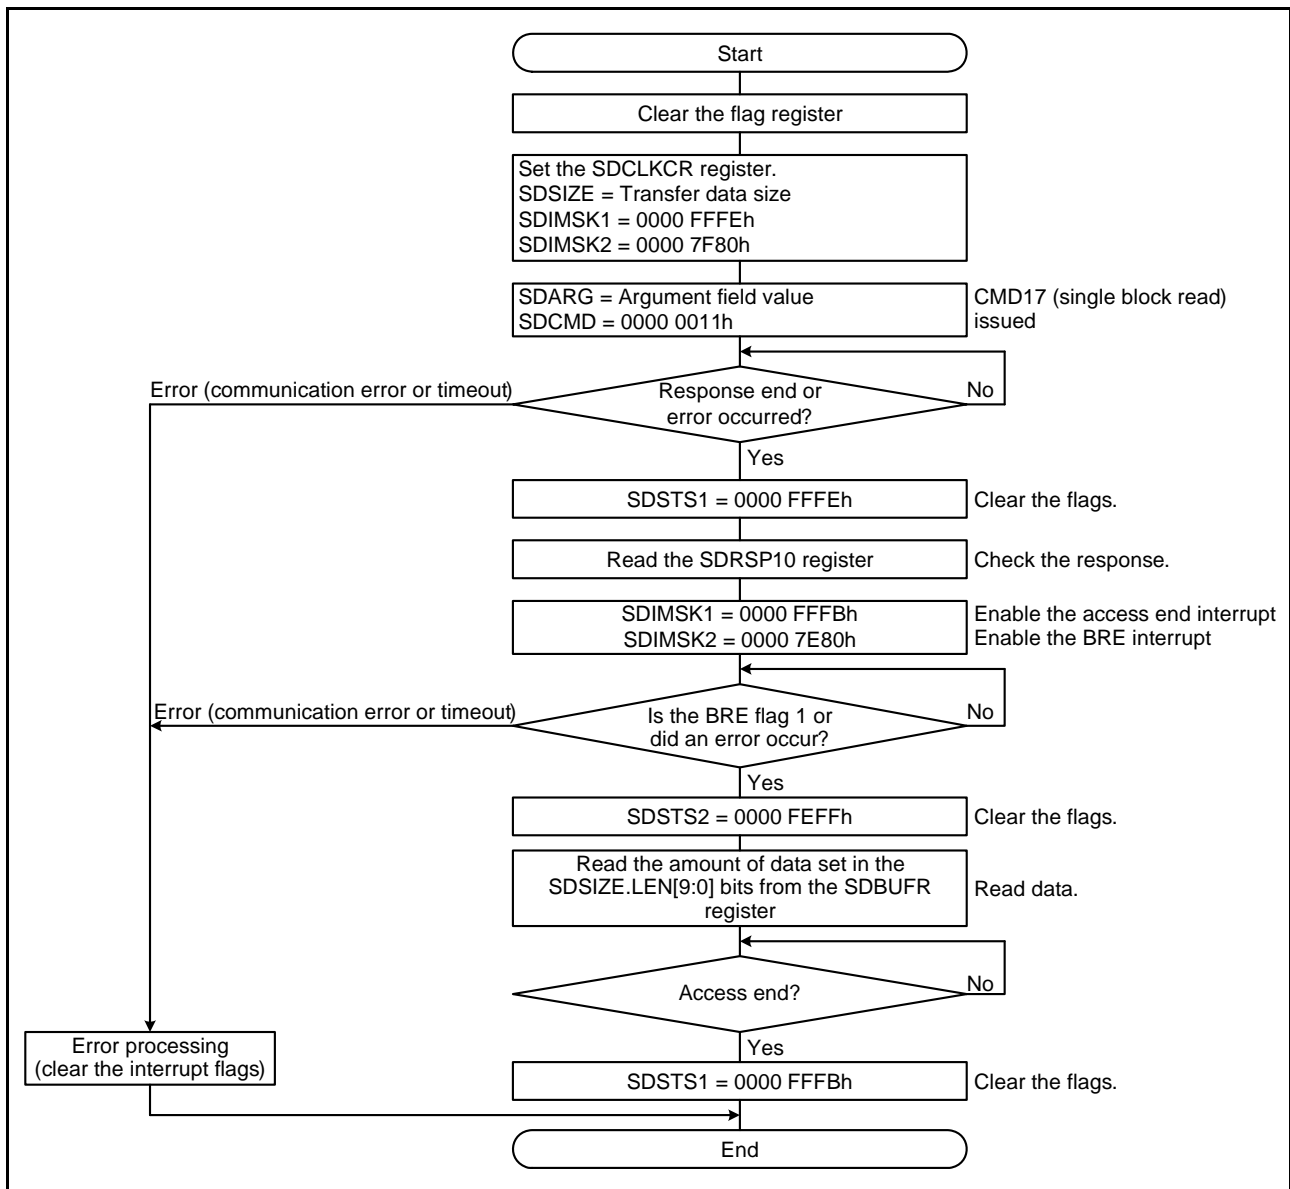 Start
Clear the flag register
Set the SDCLKCR register.
SDSIZE = Transfer data size
SDIMSK1 = 0000 FFFEh
SDIMSK2 = 0000 7F80h
SDARG = Argument field value
SDCMD = 0000 0011h
CMD17 (single block read)
issued
Error (communication error or timeout)
Response end or
error occurred?
No
Yes
SDSTS1 = 0000 FFFEh
Clear the flags.
Read the SDRSP10 register
Check the response.
SDIMSK1 = 0000 FFFBh
SDIMSK2 = 0000 7E80h
Enable the access end interrupt
Enable the BRE interrupt
Error (communication error or timeout)
Is the BRE flag 1 or
did an error occur?
No
Yes
SDSTS2 = 0000 FEFFh
Clear the flags.
Read the amount of data set in the
SDSIZE.LEN[9:0] bits from the SDBUFR
register
Read data.
Access end?
No
Yes
Error processing
(clear the interrupt flags)
SDSTS1 = 0000 FFFBh
Clear the flags.
End